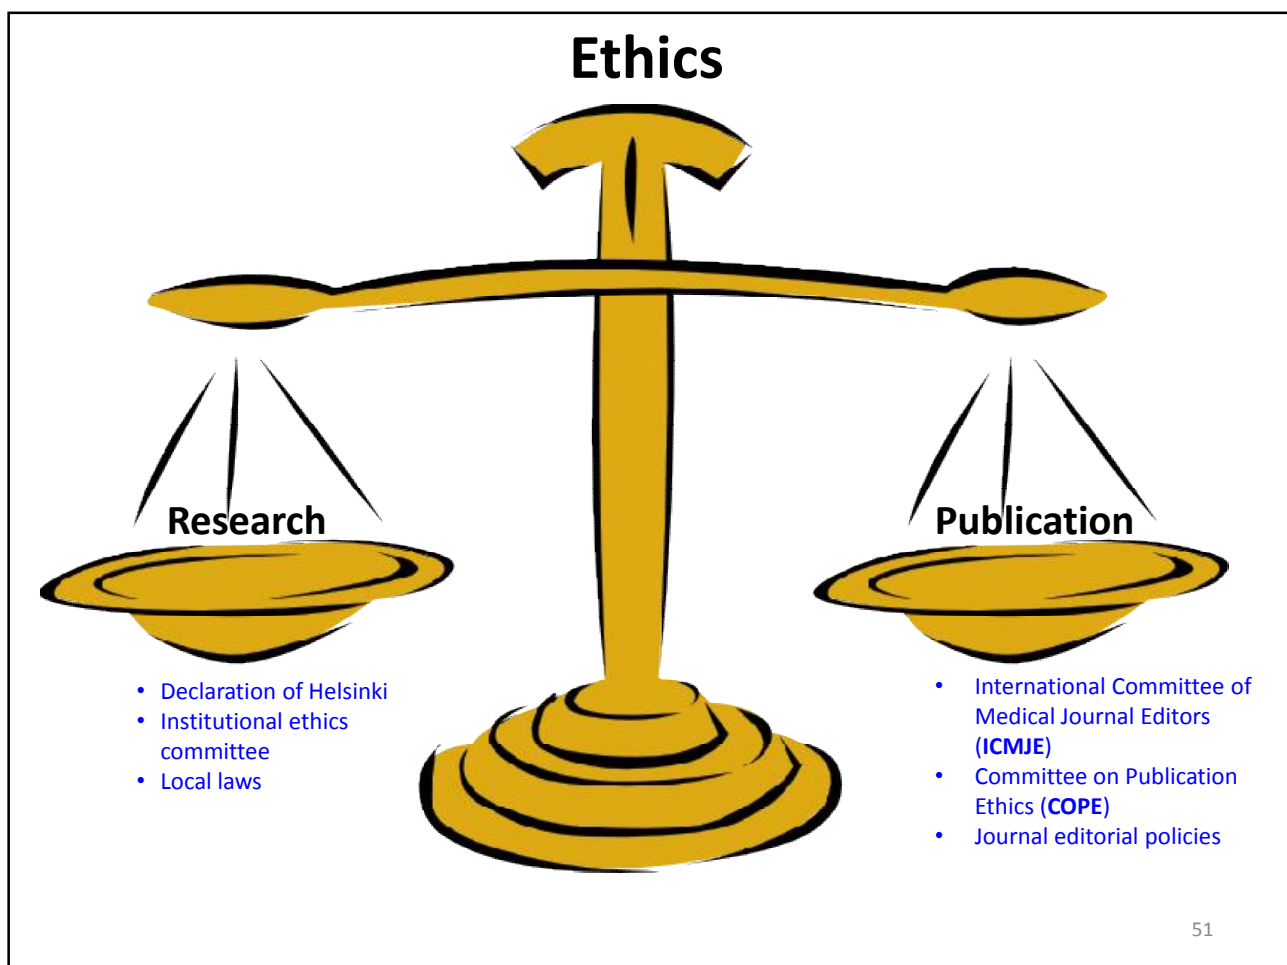 Ethics
Research
• Declaration of Helsinki
• Institutional ethics
committee
• Local laws
Publication
• International Committee of
Medical Journal Editors
(ICMJE)
• Committee on Publication
Ethics (COPE)
• Journal editorial policies
51